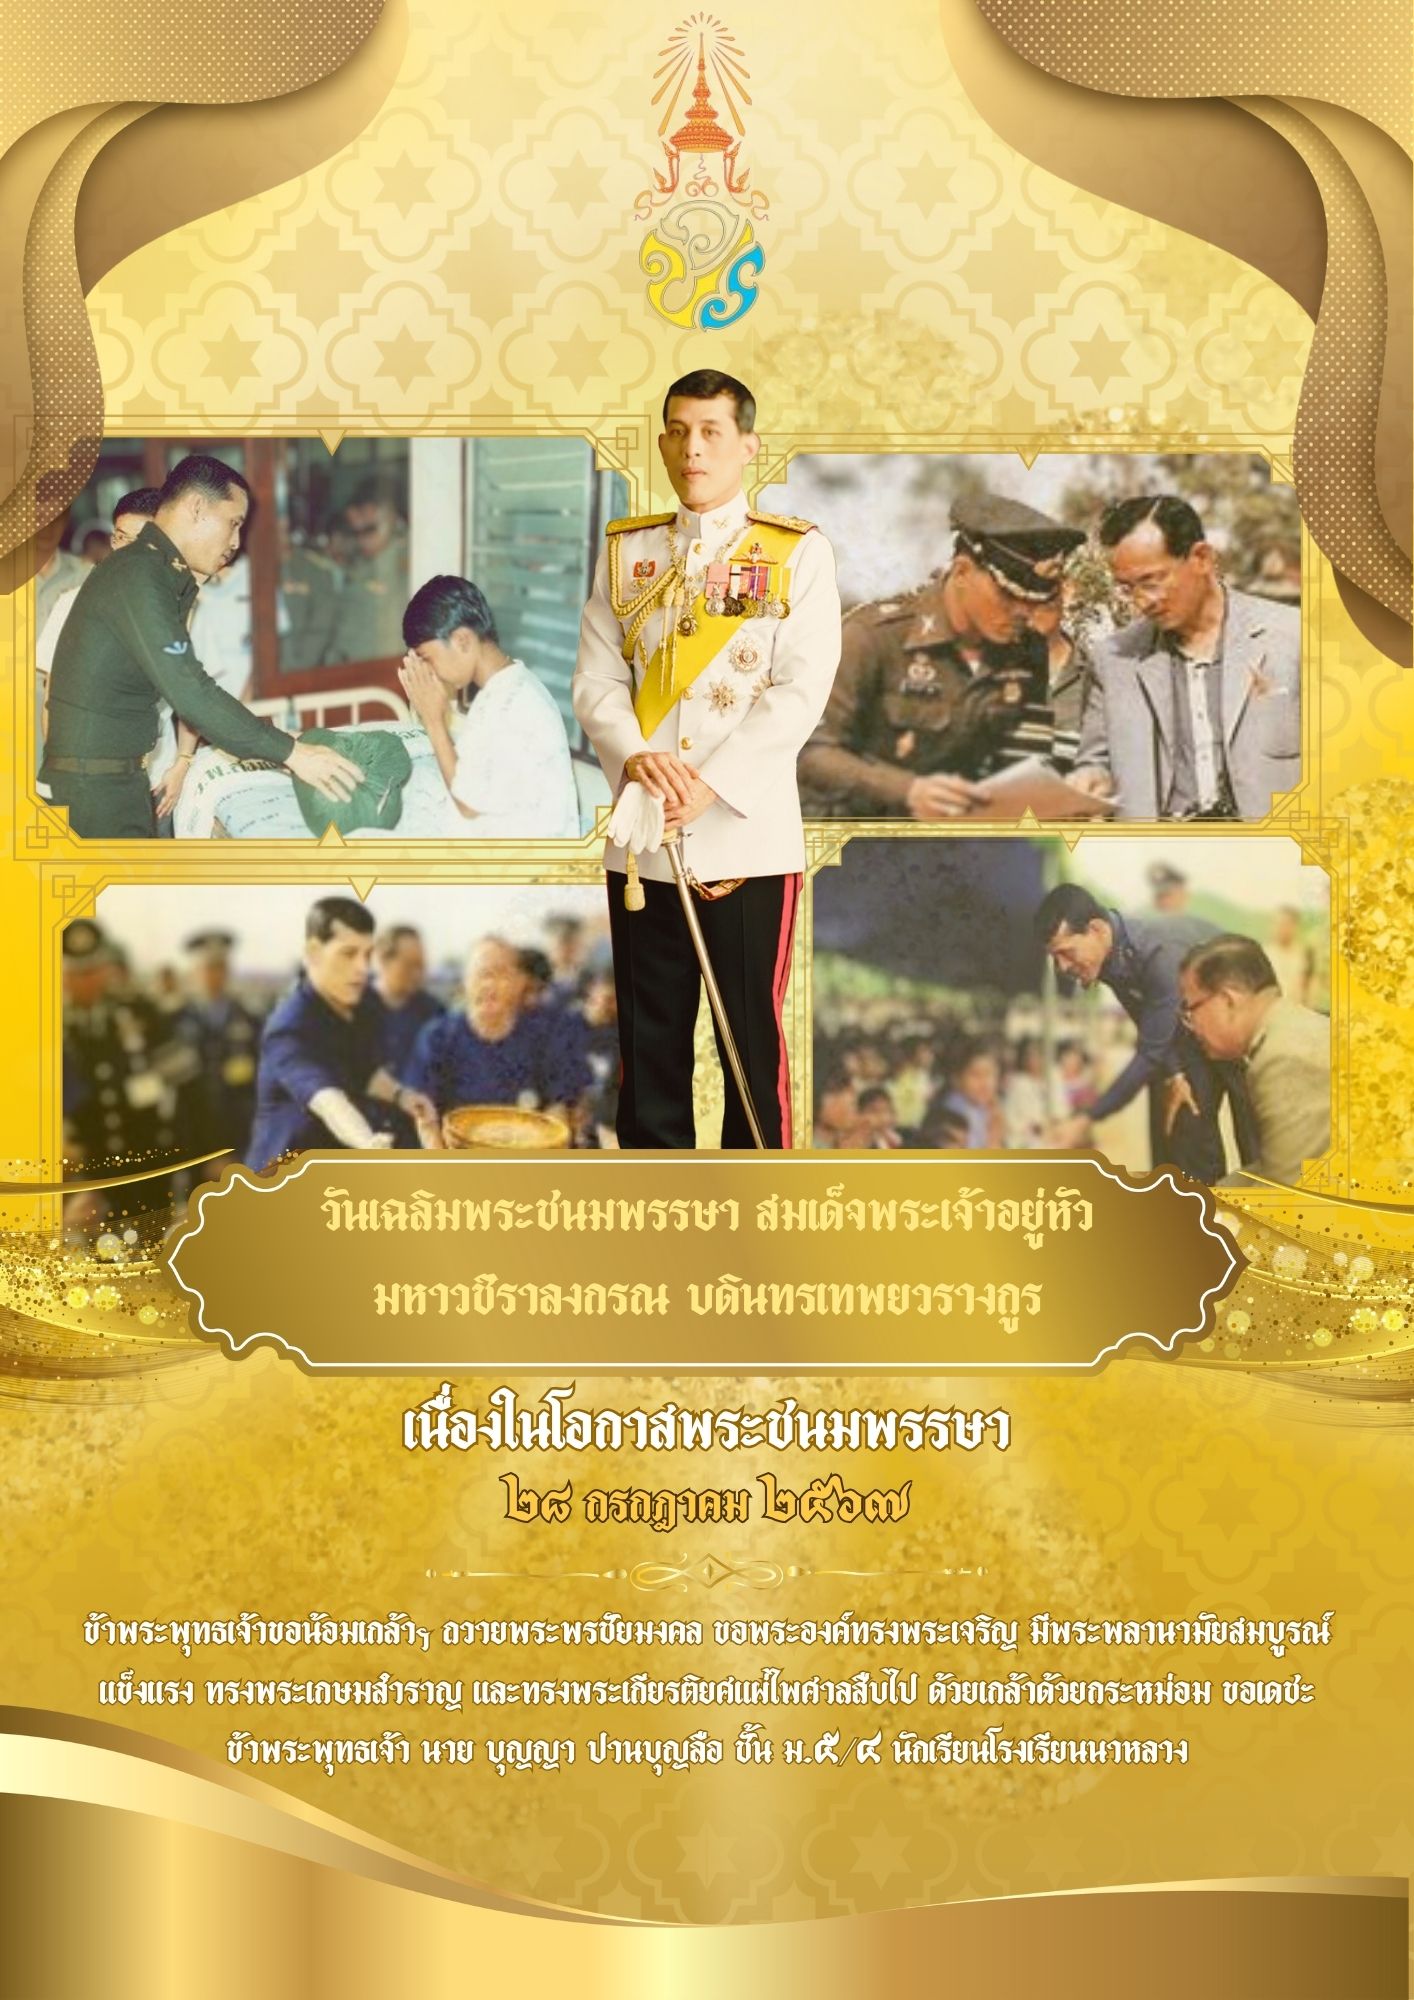 วันเฉลิมพระชนมพรรษา สมเด็จพระเจ้าอยู่หัว
มหาวชิราลงกรณ บดินทรเทพยวรางกูร
เนื่องในโอกาสพระชนมพรรษา
๒๘ กรกฎาคม ๒๕๖๗
ข้าพระพุทธเจ้าขอน้อมเกล้าฯ ถวายพระพรชัยมงคล ขอพระองค์ทรงพระเจริญ มีพระพลานามัยสมบูรณ์
แข็งแรง ทรงพระเกษมสำราญ และทรงพระเกียรติยศแผ่ไพศาลสืบไป ด้วยเกล้าด้วยกระหม่อม ขอเดชะ
ข้าพระพุทธเจ้า นาย บุญญา ปานบุญลือ ชั้น ม.๕/๔ นักเรียนโรงเรียนนาหลวง